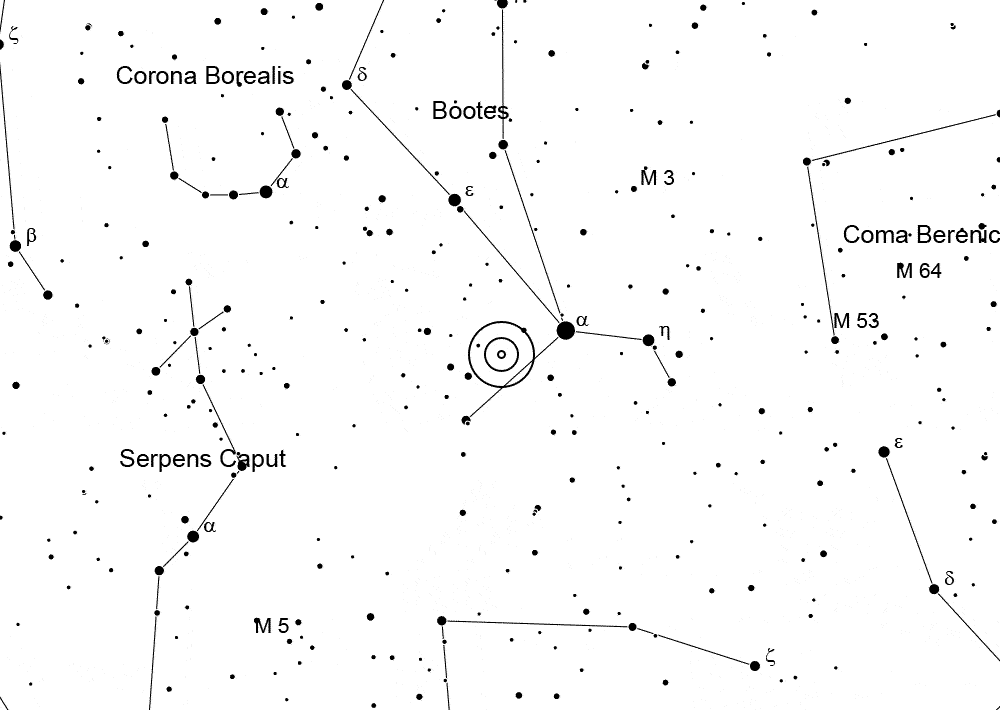 ζ
δ
Corona Borealis
Bootes
α
ε
M 3
β
Coma Berenic
M 64
α
M 53
η
ε
Serpens Caput
α
δ
M 5
ζ